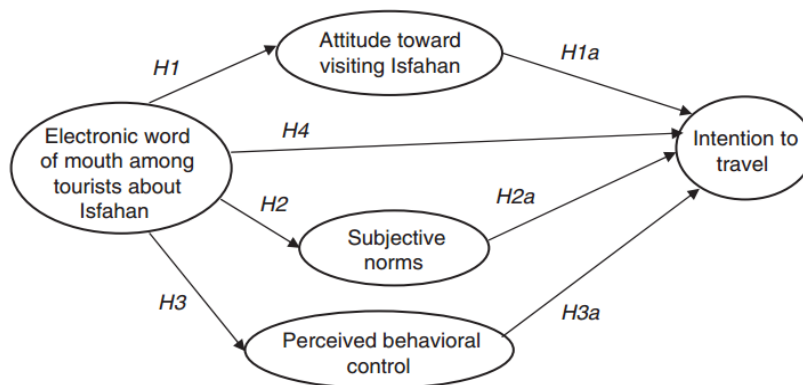 Attitude toward
visiting Isfahan
H1
H1a
Electronic word
of mouth among
tourists about
Isfahan
H4
Intention to
travel
H2
H2a
Subjective
norms
H3
H3a
Perceived behavioral
control